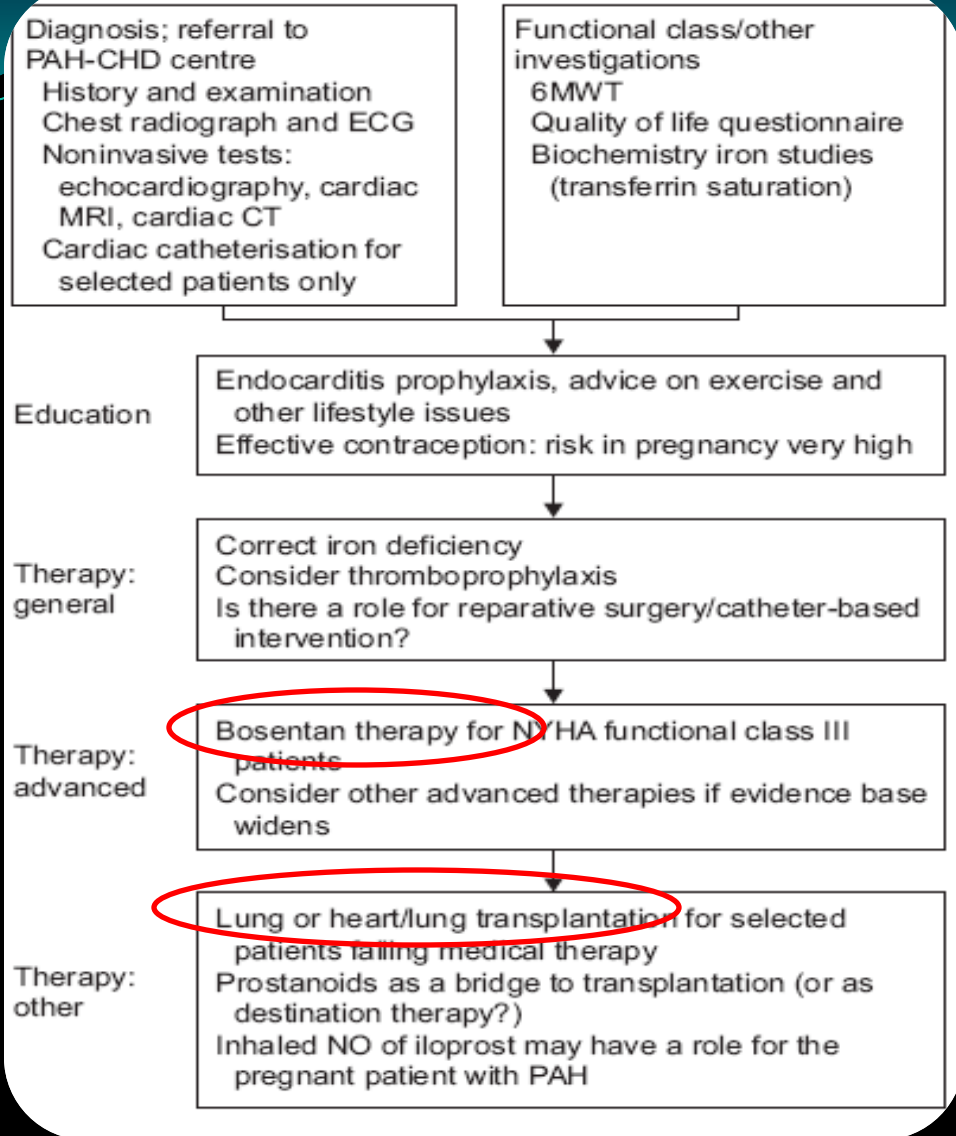 Diagnosis; referral to
PAH-CHD centre
History and examination
Chest radiograph and ECG
Noninvasive tests:
echocardiography, cardiac
MRI, cardiac CT
Cardiac catheterisation for
selected patients only
Functional class/other
investigations
6MWT
Quality of life questionnaire
Biochemistry iron studies
(transferrin saturation)
Education
Endocarditis prophylaxis, advice on exercise and
other lifestyle issues
Effective contraception: risk in pregnancy very high
Therapy:
general
Correct iron deficiency
Consider thromboprophylaxis
Is there a role for reparative surgery/catheter-based
intervention?
Therapy:
advanced
Bosentan therapy for NYHA functional class III
patients
Consider other advanced therapies if evidence base
widens
Therapy:
other
Lung or heart/lung transplantation for selected
patients failing medical therapy
Prostanoids as a bridge to transplantation (or as
destination therapy?)
Inhaled NO of iloprost may have a role for the
pregnant patient with PAH